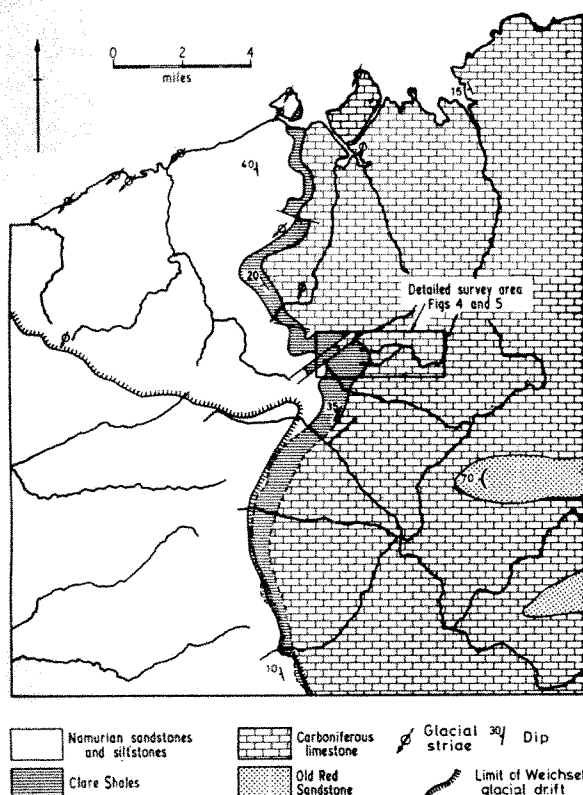 0 2 4
miles
15
40
20
Detailed survey area
Figs 4 and 5
35
70
10
Namurian sandstones
and siltstones
Carboniferous
limestone
Glacial
striae
30
Dip
Clare Shales
Old Red
Sandstone
Limit of Weichsel
glacial drift